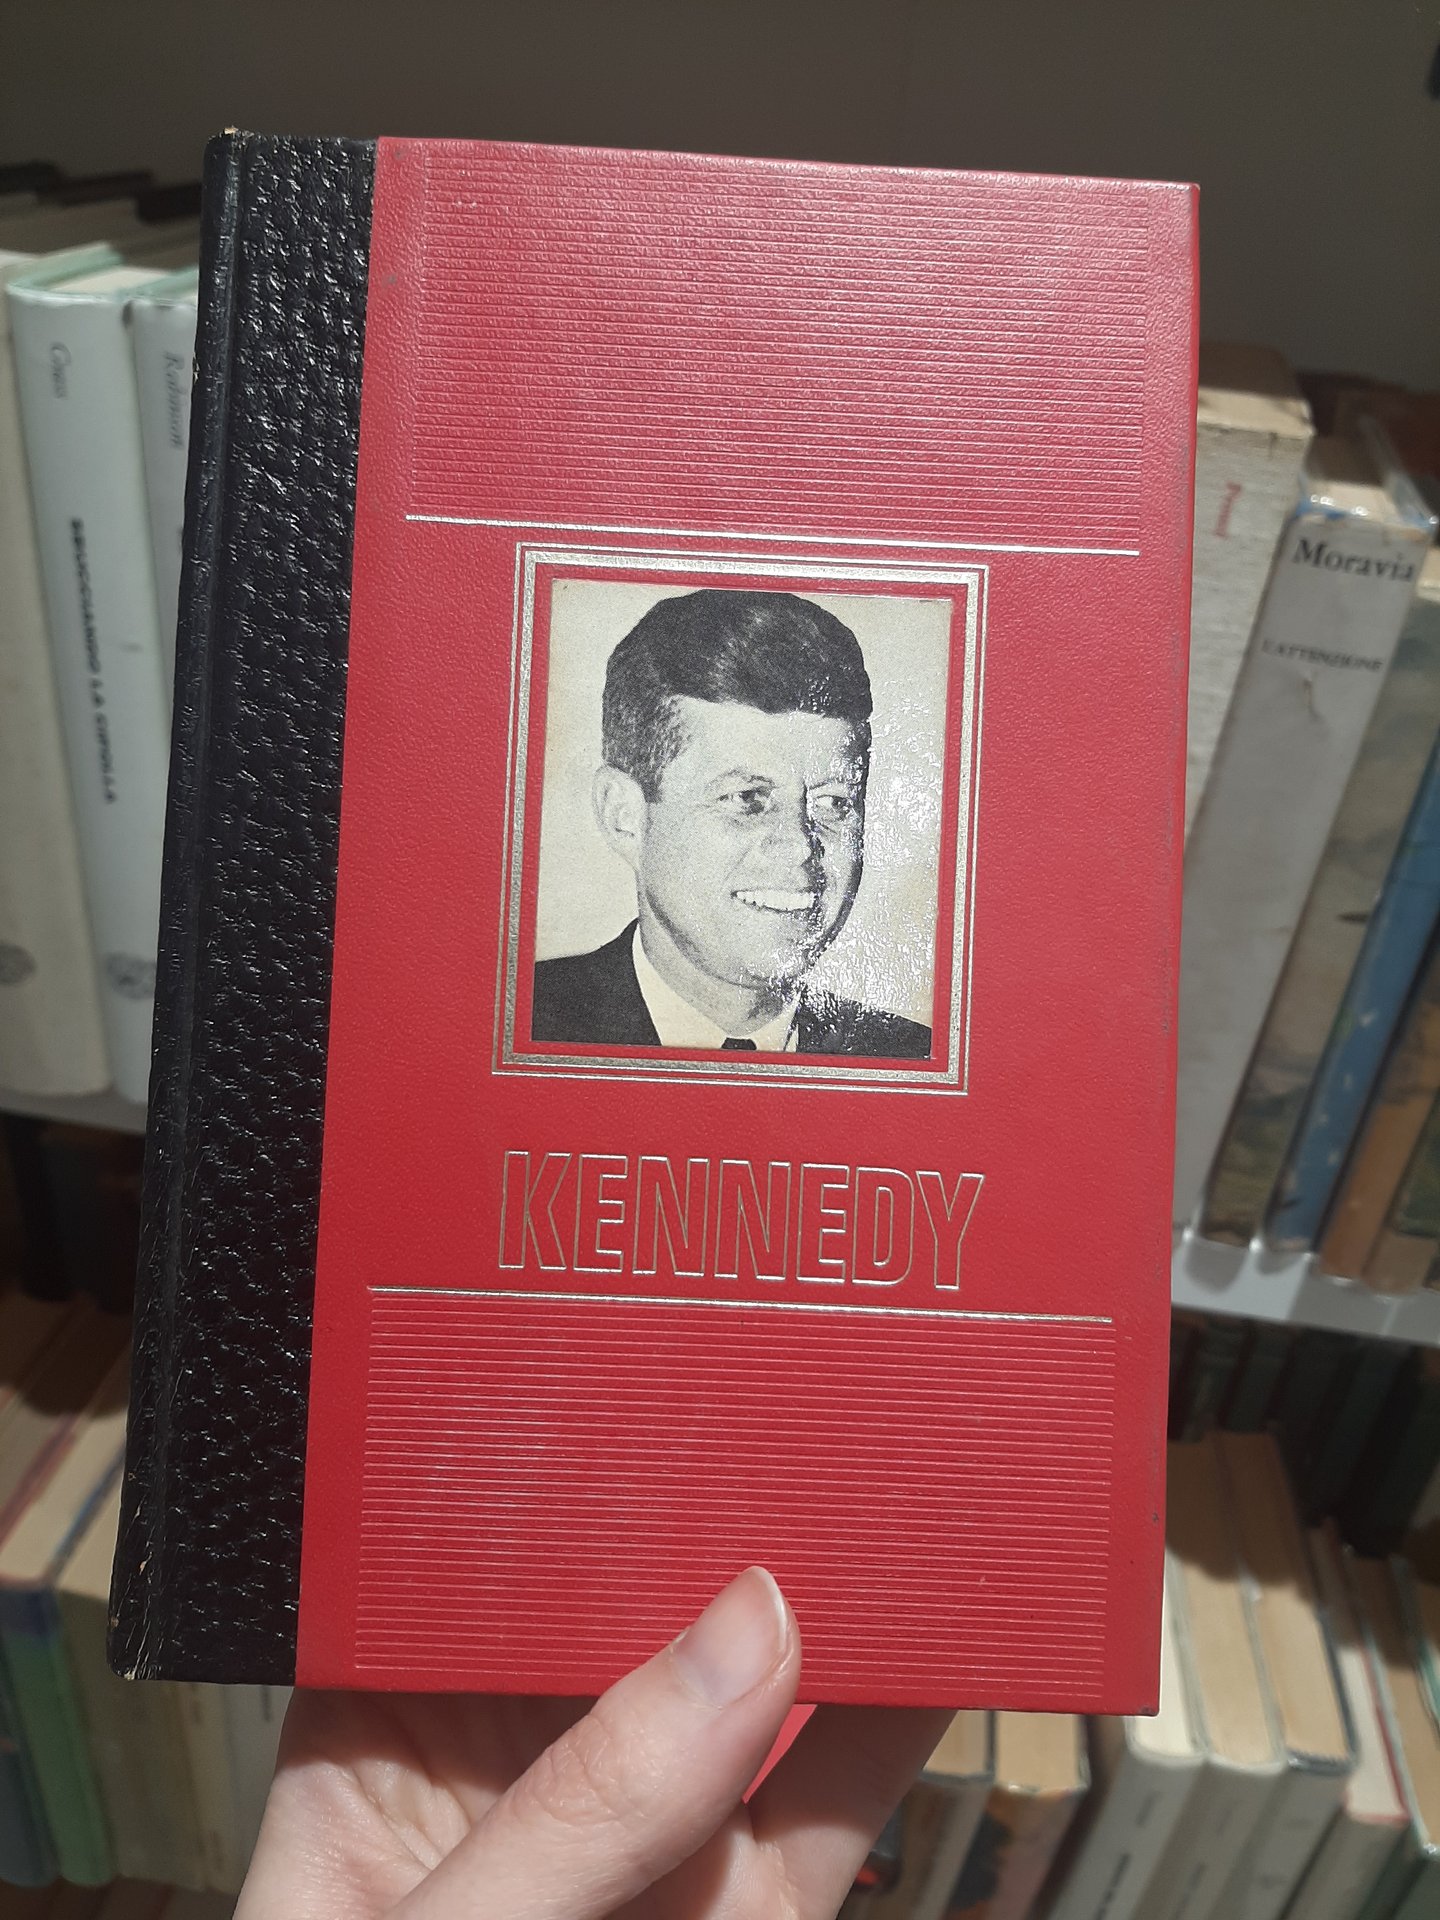 KENNEDY
Grass
SBUCCIANDO LA CIPOLLA
Moravia
L'ATTENZIONE